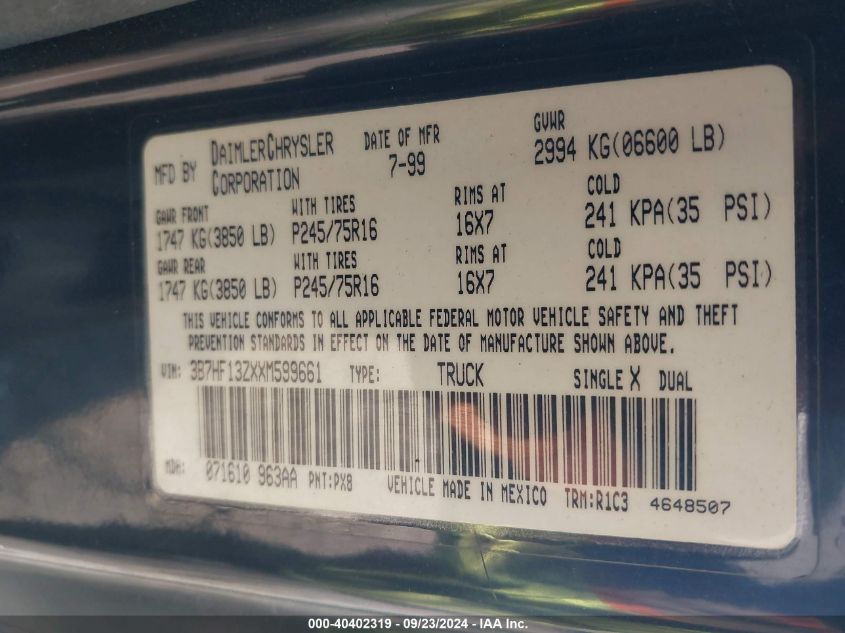 MFD BY DAIMLERCHRYSLER CORPORATION DATE OF MFR 7-99 GVWR 2994 KG(06600 LB)
GAWR FRONT WITH TIRES RIMS AT COLD
1747 KG(3850 LB) P245/75R16 16X7 241 KPA(35 PSI)
GAWR REAR WITH TIRES RIMS AT COLD
1747 KG(3850 LB) P245/75R16 16X7 241 KPA(35 PSI)
THIS VEHICLE CONFORMS TO ALL APPLICABLE FEDERAL MOTOR VEHICLE SAFETY AND THEFT
PREVENTION STANDARDS IN EFFECT ON THE DATE OF MANUFACTURE SHOWN ABOVE.
VIN: 3B7HF13ZXXM599661 TYPE: TRUCK SINGLE X DUAL
MDH: 071610 963AA PNT:PX8 VEHICLE MADE IN MEXICO TRM:R1C3 4648507
000-40402319 - 09/23/2024 - IAA Inc.